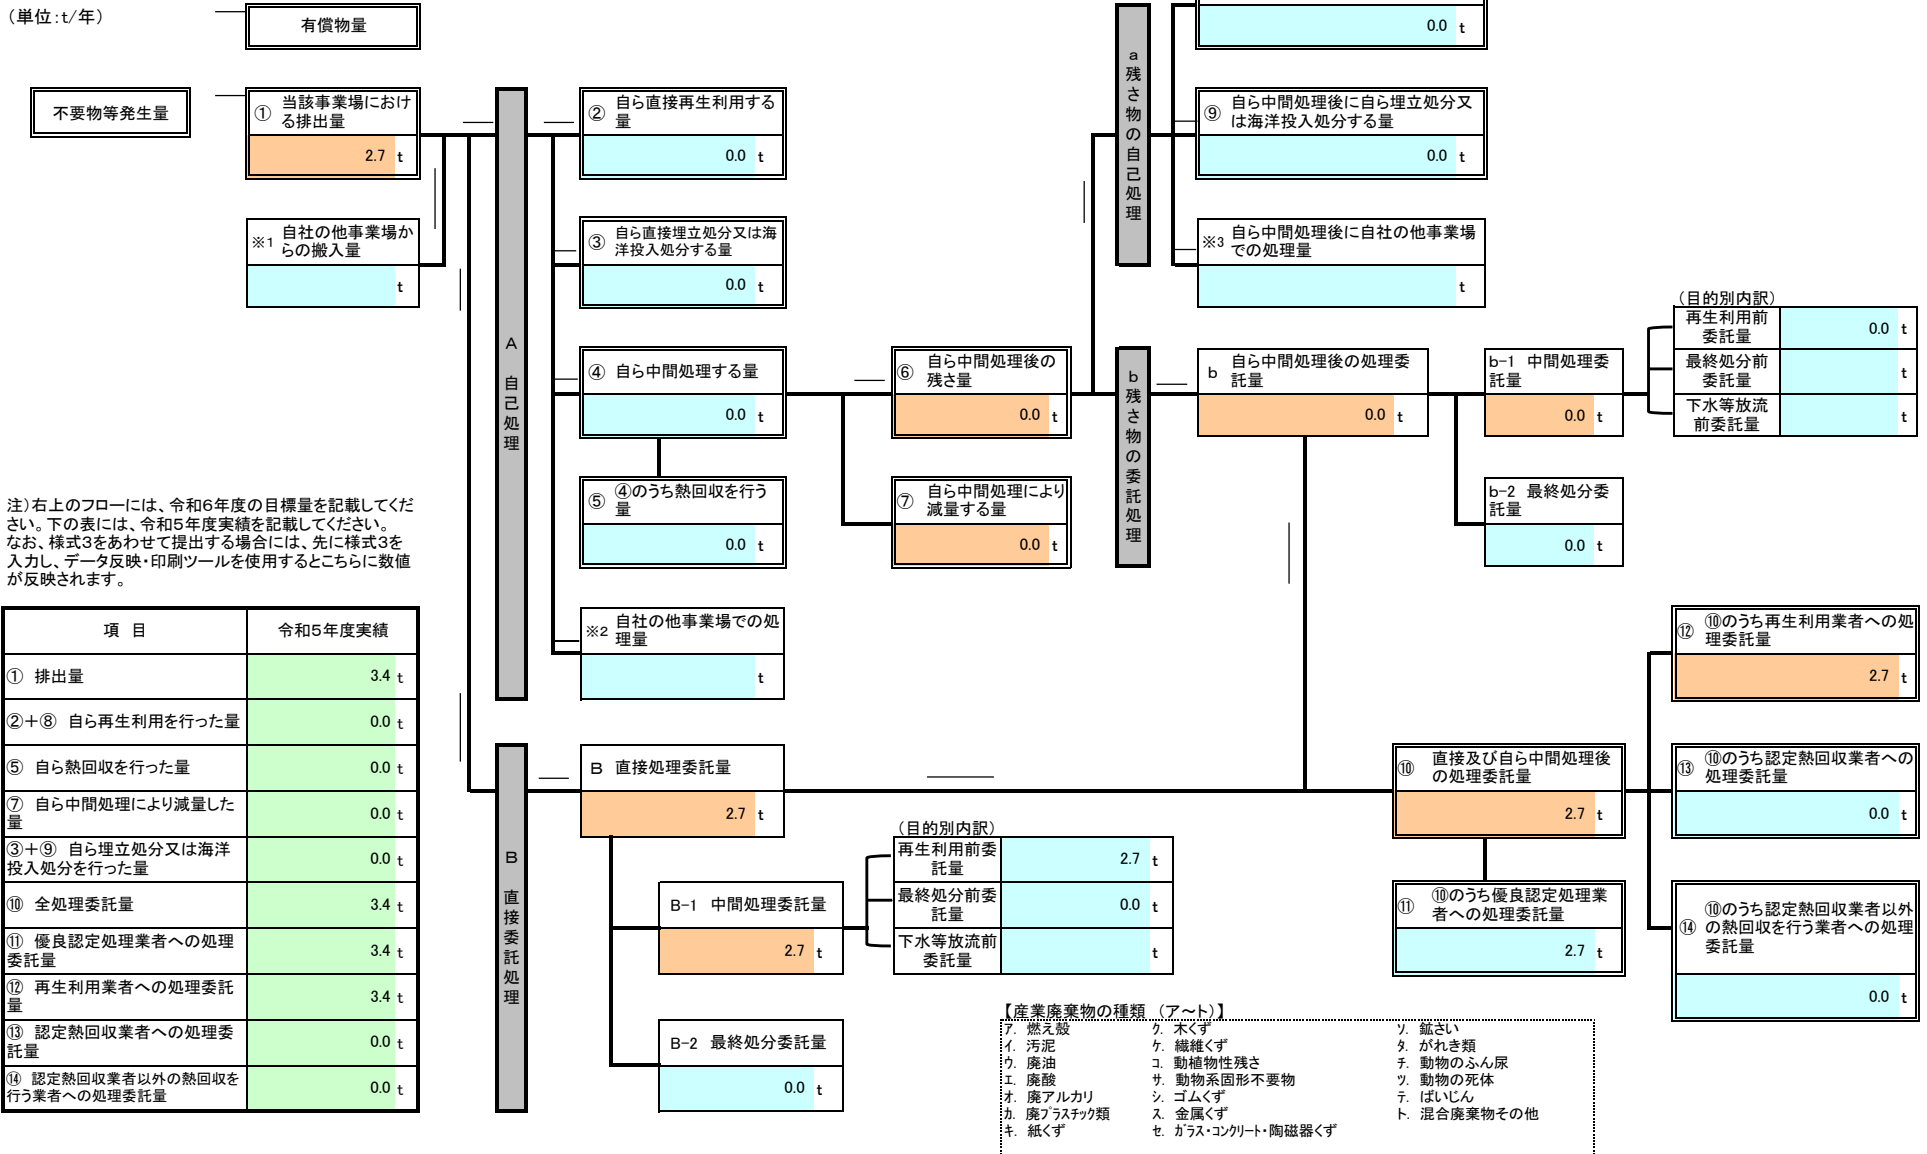 (単位:t/年)
有償物量
0.0 t
不要物等発生量
① 当該事業場におけ
る排出量
2.7 t
※1 自社の他事業場か
らの搬入量
t
A 自己処理
② 自ら直接再生利用する
量
0.0 t
③ 自ら直接埋立処分又は海
洋投入処分する量
0.0 t
④ 自ら中間処理する量
0.0 t
⑤ ④のうち熱回収を行う
量
0.0 t
※2 自社の他事業場での処
理量
t
⑥ 自ら中間処理後の
残さ量
0.0 t
⑦ 自ら中間処理により
減量する量
0.0 t
a残さ物の自己処理
⑨ 自ら中間処理後に自ら埋立処分又
は海洋投入処分する量
0.0 t
※3 自ら中間処理後に自社の他事業場
での処理量
t
b残さ物の委託処理
b 自ら中間処理後の処理委
託量
0.0 t
b-1 中間処理委
託量
0.0 t
(目的別内訳)
再生利用前
委託量
0.0 t
最終処分前
委託量
t
下水等放流
前委託量
t
b-2 最終処分委
託量
0.0 t
注)右上のフローには、令和6年度の目標量を記載してくだ
さい。下の表には、令和5年度実績を記載してください。
なお、様式3をあわせて提出する場合には、先に様式3を
入力し、データ反映・印刷ツールを使用するとこちらに数値
が反映されます。
項 目 令和5年度実績
① 排出量 3.4 t
②+⑧ 自ら再生利用を行った量 0.0 t
⑤ 自ら熱回収を行った量 0.0 t
⑦ 自ら中間処理により減量した
量 0.0 t
③+⑨ 自ら埋立処分又は海洋
投入処分を行った量 0.0 t
⑩ 全処理委託量 3.4 t
⑪ 優良認定処理業者への処理
委託量 3.4 t
⑫ 再生利用業者への処理委託
量 3.4 t
⑬ 認定熱回収業者への処理委
託量 0.0 t
⑭ 認定熱回収業者以外の熱回収を
行う業者への処理委託量 0.0 t
B 直接委託処理
B 直接処理委託量
2.7 t
B-1 中間処理委託量
2.7 t
(目的別内訳)
再生利用前委
託量
2.7 t
最終処分前委
託量
0.0 t
下水等放流前
委託量
t
B-2 最終処分委託量
0.0 t
⑩ 直接及び自ら中間処理後
の処理委託量
2.7 t
⑪ ⑩のうち優良認定処理業
者への処理委託量
2.7 t
⑫ ⑩のうち再生利用業者への処
理委託量
2.7 t
⑬ ⑩のうち認定熱回収業者への
処理委託量
0.0 t
⑭ ⑩のうち認定熱回収業者以外
の熱回収を行う業者への処理
委託量
0.0 t
【産業廃棄物の種類 (ア~ト)】
ア. 燃え殻
イ. 汚泥
ウ. 廃油
エ. 廃酸
オ. 廃アルカリ
カ. 廃プラスチック類
キ. 紙くず
ク. 木くず
ケ. 繊維くず
コ. 動植物性残さ
サ. 動物系固形不要物
シ. ゴムくず
ス. 金属くず
セ. ガラス・コンクリート・陶磁器くず
ソ. 鉱さい
タ. がれき類
チ. 動物のふん尿
ツ. 動物の死体
テ. ばいじん
ト. 混合廃棄物その他